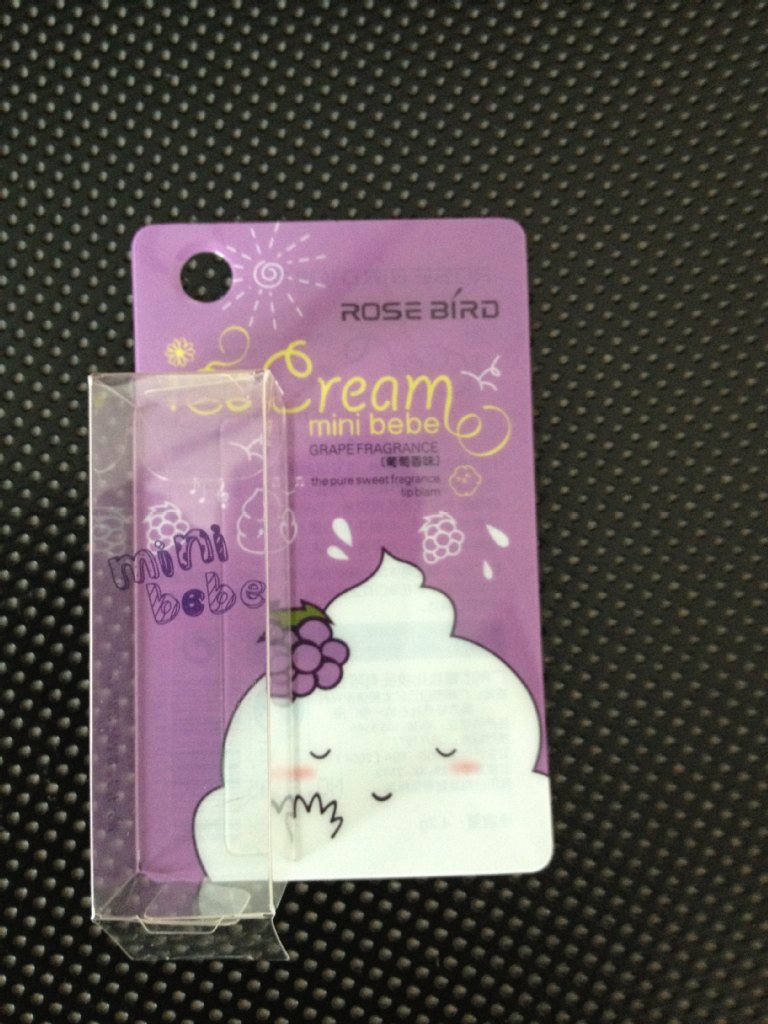 ROSE BIRD
Ice Cream
mini bebe
GRAPE FRAGRANCE
(葡萄香味)
the pure sweet fragrance
lip blam
mini
bebe